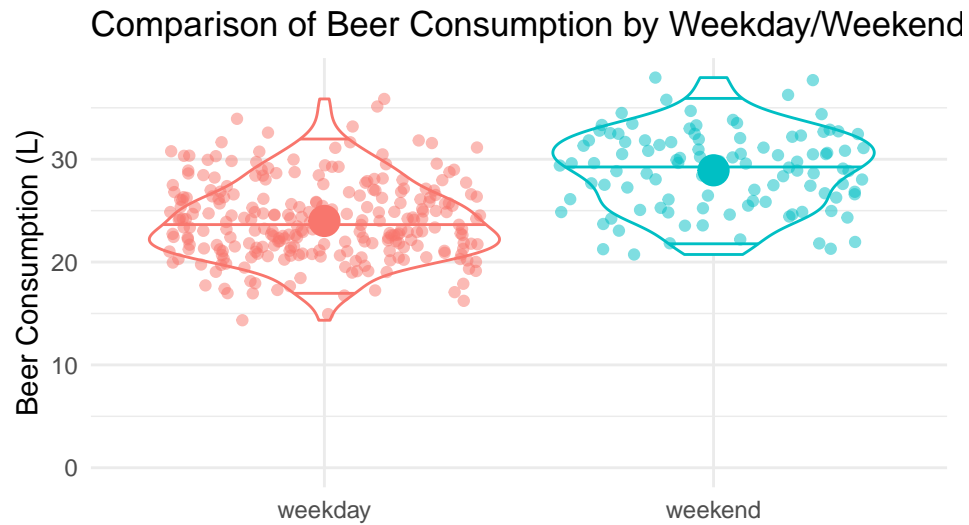 Comparison of Beer Consumption by Weekday/Weekend
Beer Consumption (L)
30
20
10
0
weekday
weekend